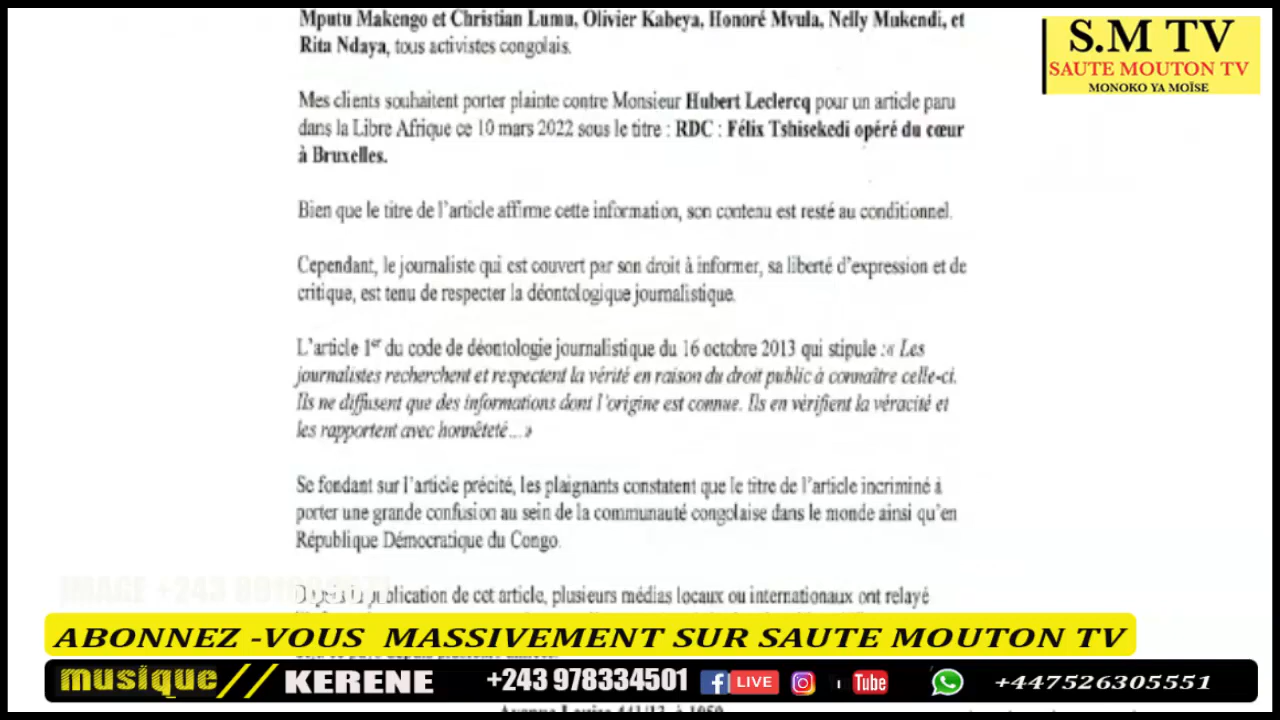 Mputu Makengo et Christian Lumu, Olivier Kabeya, Honoré Mvula, Nelly Mukendi, et
Rita Ndaya, tous activistes congolais.
S.M TV
SAUTE MOUTON TV
MONOKO YA MOÏSE
Mes clients souhaitent porter plainte contre Monsieur Hubert Leclercq pour un article paru
dans la Libre Afrique ce 10 mars 2022 sous le titre : RDC : Félix Tshisekedi opéré du cœur
à Bruxelles.
Bien que le titre de l'article affirme cette information, son contenu est resté au conditionnel.
Cependant, le journaliste qui est couvert par son droit à informer, sa liberté d'expression et de
critique, est tenu de respecter la déontologique journalistique.
L'article 1er du code de déontologie journalistique du 16 octobre 2013 qui stipule :« Les
journalistes recherchent et respectent la vérité en raison du droit public à connaître celle-ci.
Ils ne diffusent que des informations dont l'origine est connue. Ils en vérifient la véracité et
les rapportent avec honnêteté... »
Se fondant sur l'article précité, les plaignants constatent que le titre de l'article incriminé à
porter une grande confusion au sein de la communauté congolaise dans le monde ainsi qu'en
République Démocratique du Congo.
IMAGE +243
Depuis la publication de cet article, plusieurs médias locaux ou internationaux ont relayé
ABONNEZ -VOUS MASSIVEMENT SUR SAUTE MOUTON TV
musique // KERENE +243 978334501 LIVE Tube +447526305551
Avenue Louise 441/13, à 1050